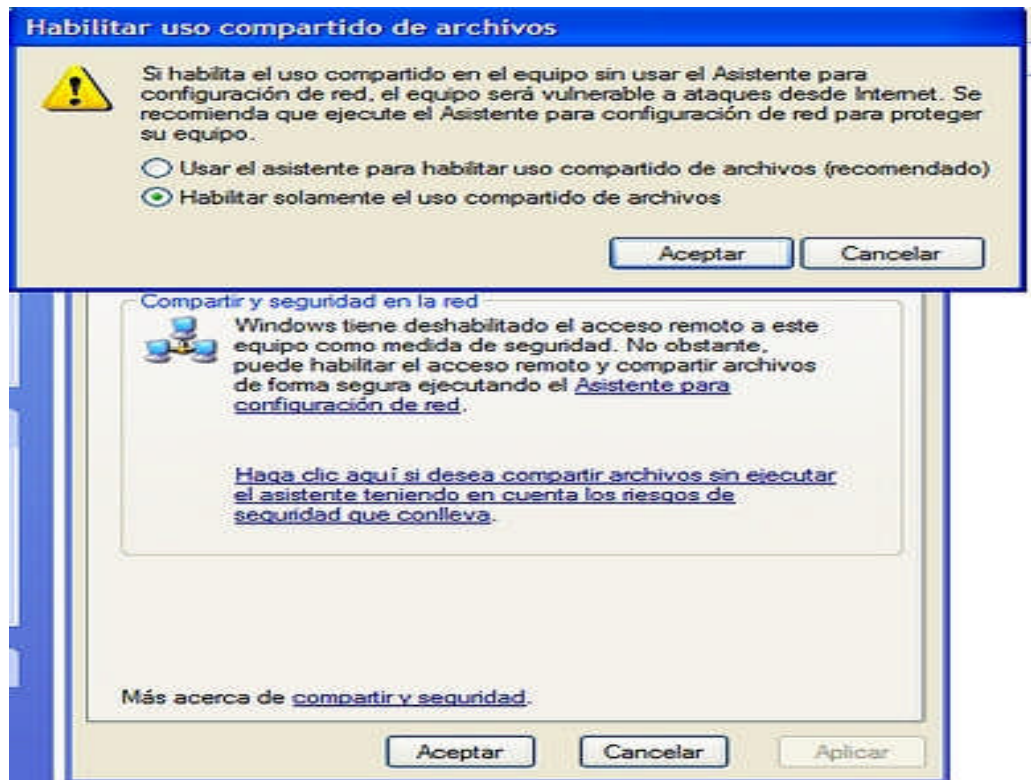 Habilitar uso compartido de archivos
Si habilita el uso compartido en el equipo sin usar el Asistente para
configuración de red, el equipo será vulnerable a ataques desde Internet. Se
recomienda que ejecute el Asistente para configuración de red para proteger
su equipo.
Usar el asistente para habilitar uso compartido de archivos (recomendado)
Habilitar solamente el uso compartido de archivos
Aceptar
Cancelar
Compartir y seguridad en la red
Windows tiene deshabilitado el acceso remoto a este
equipo como medida de seguridad. No obstante,
puede habilitar el acceso remoto y compartir archivos
de forma segura ejecutando el Asistente para
configuración de red.
Haga clic aquí si desea compartir archivos sin ejecutar
el asistente teniendo en cuenta los riesgos de
seguridad que conlleva.
Más acerca de compartir y seguridad.
Aceptar
Cancelar
Aplicar